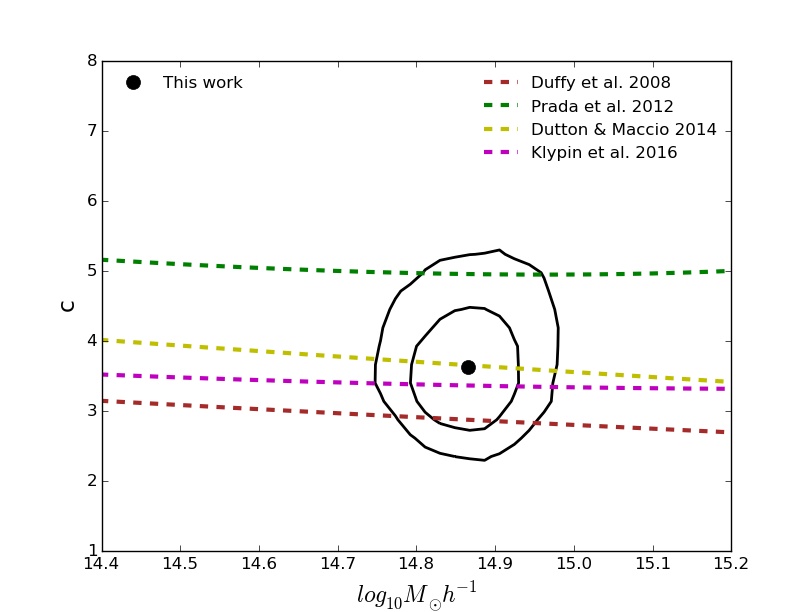 8
7
6
5
4
3
2
1
c
This work
Duffy et al. 2008
Prada et al. 2012
Dutton & Maccio 2014
Klypin et al. 2016
14.4 14.5 14.6 14.7 14.8 14.9 15.0 15.1 15.2
log₁₀M☉h⁻¹